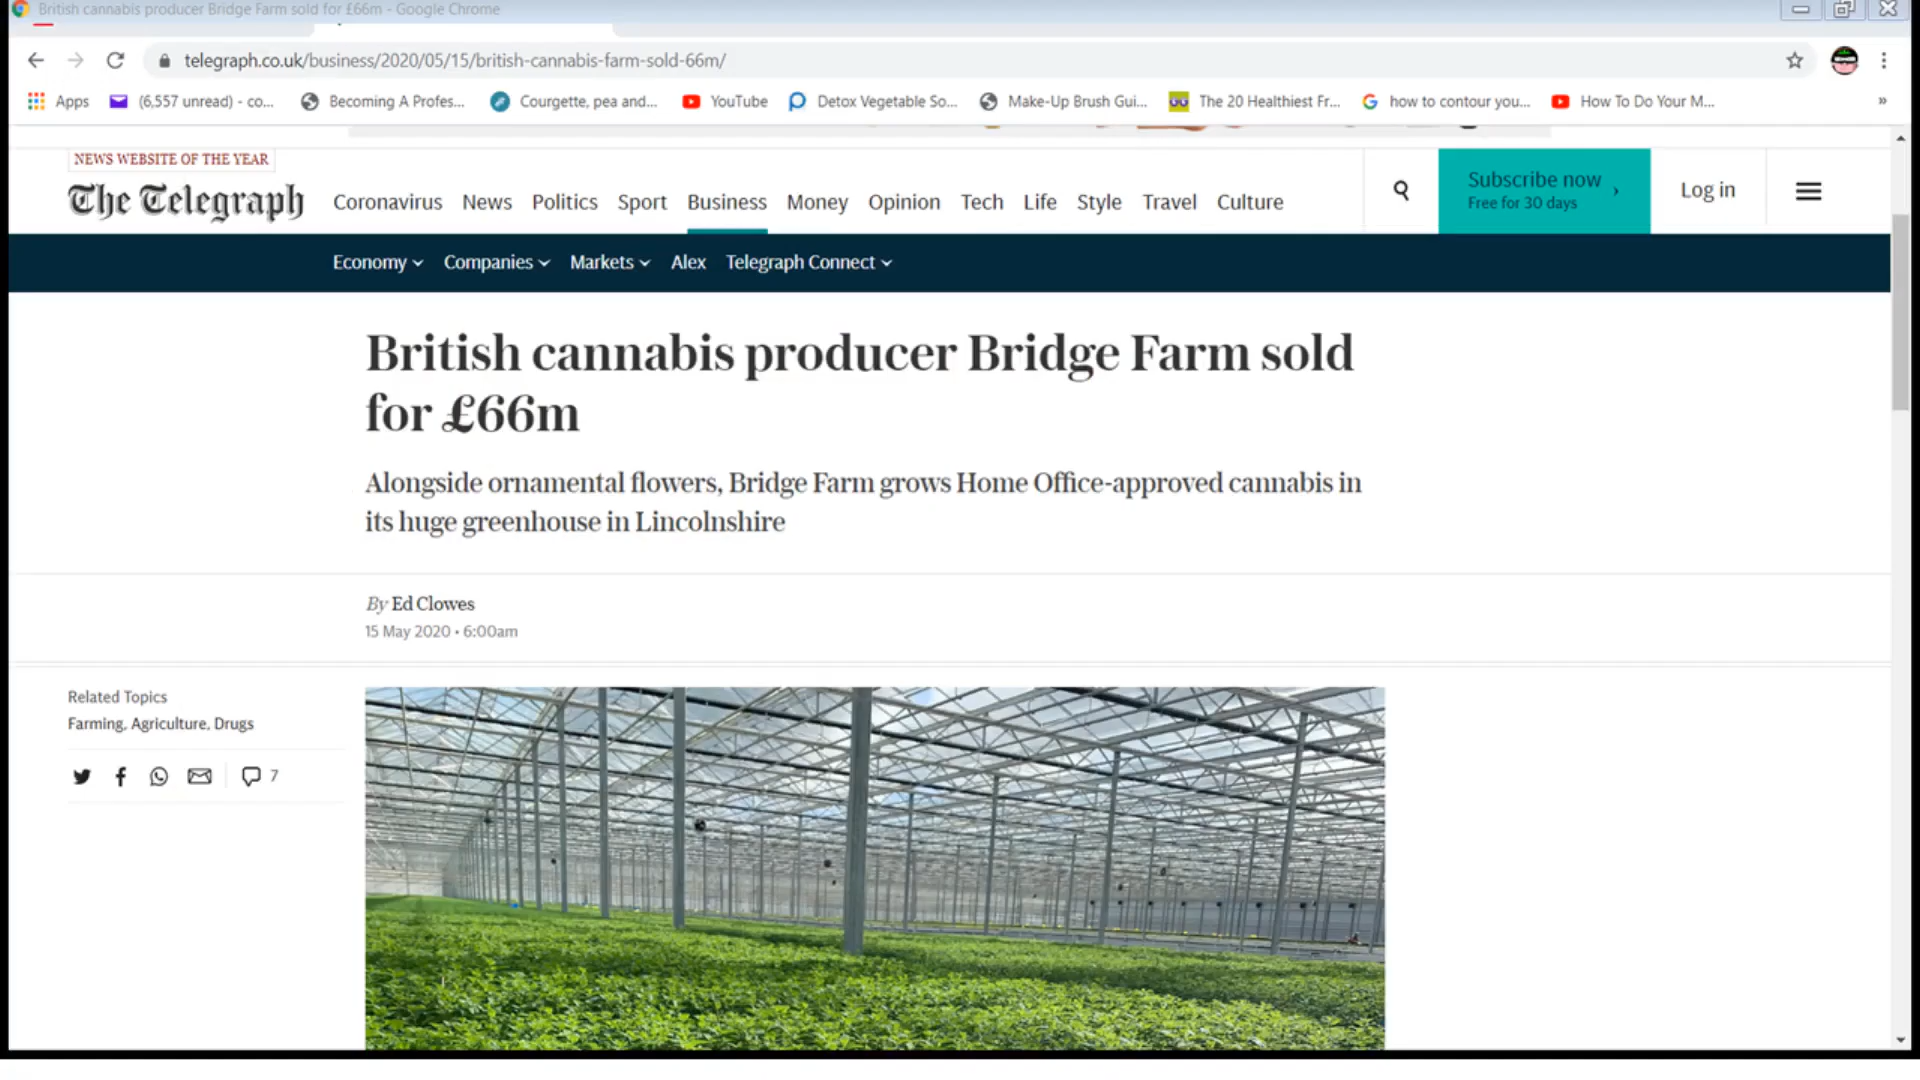 British cannabis producer Bridge Farm sold for £66m - Google Chrome
telegraph.co.uk/business/2020/05/15/british-cannabis-farm-sold-66m/
Apps (6,557 unread) - co... Becoming A Profes... Courgette, pea and... YouTube Detox Vegetable So... Make-Up Brush Gui... The 20 Healthiest Fr... how to contour you... How To Do Your M... »
NEWS WEBSITE OF THE YEAR
The Telegraph
Coronavirus News Politics Sport Business Money Opinion Tech Life Style Travel Culture
Subscribe now
Free for 30 days
Log in
Economy Companies Markets Alex Telegraph Connect
British cannabis producer Bridge Farm sold
for £66m
Alongside ornamental flowers, Bridge Farm grows Home Office-approved cannabis in
its huge greenhouse in Lincolnshire
By Ed Clowes
15 May 2020 • 6:00am
Related Topics
Farming, Agriculture, Drugs
7